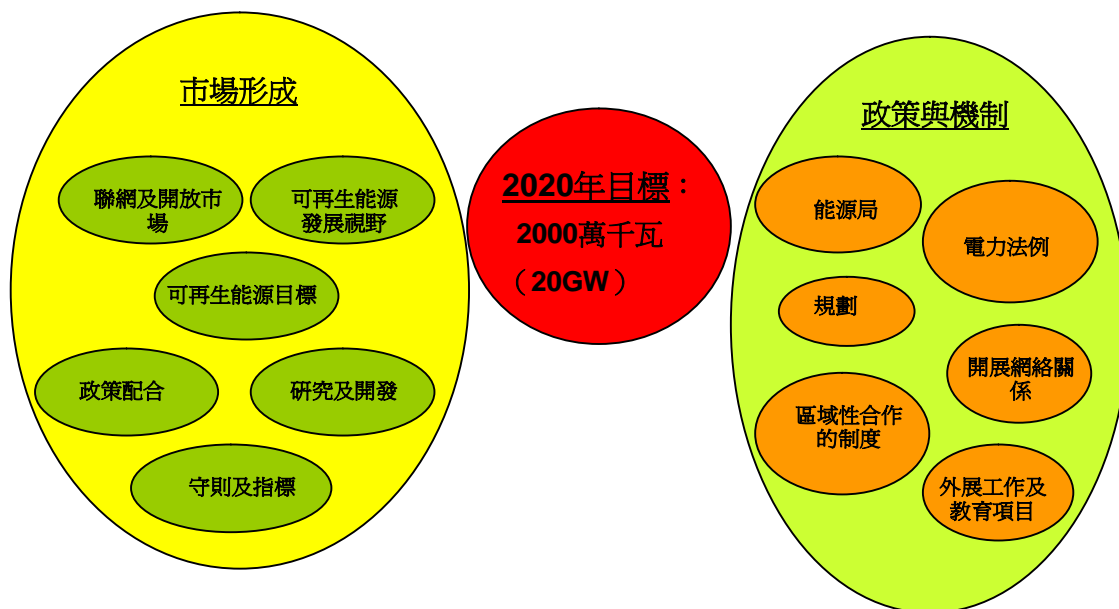 市場形成
聯網及開放市
場
可再生能源
發展視野
可再生能源目標
政策配合
研究及開發
守則及指標
2020年目標：
2000萬千瓦
（20GW）
政策與機制
能源局
電力法例
規劃
開展網絡關
係
區域性合作
的制度
外展工作及
教育項目